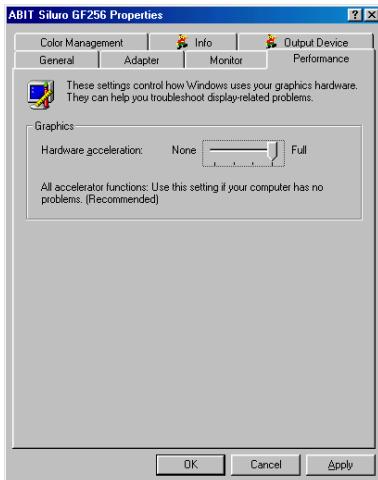 ABIT Siluro GF256 Properties
Color Management
Info
Output Device
General
Adapter
Monitor
Performance
These settings control how Windows uses your graphics hardware.
They can help you troubleshoot display-related problems.
Graphics
Hardware acceleration:
None
Full
All accelerator functions: Use this setting if your computer has no
problems. (Recommended)
OK
Cancel
Apply